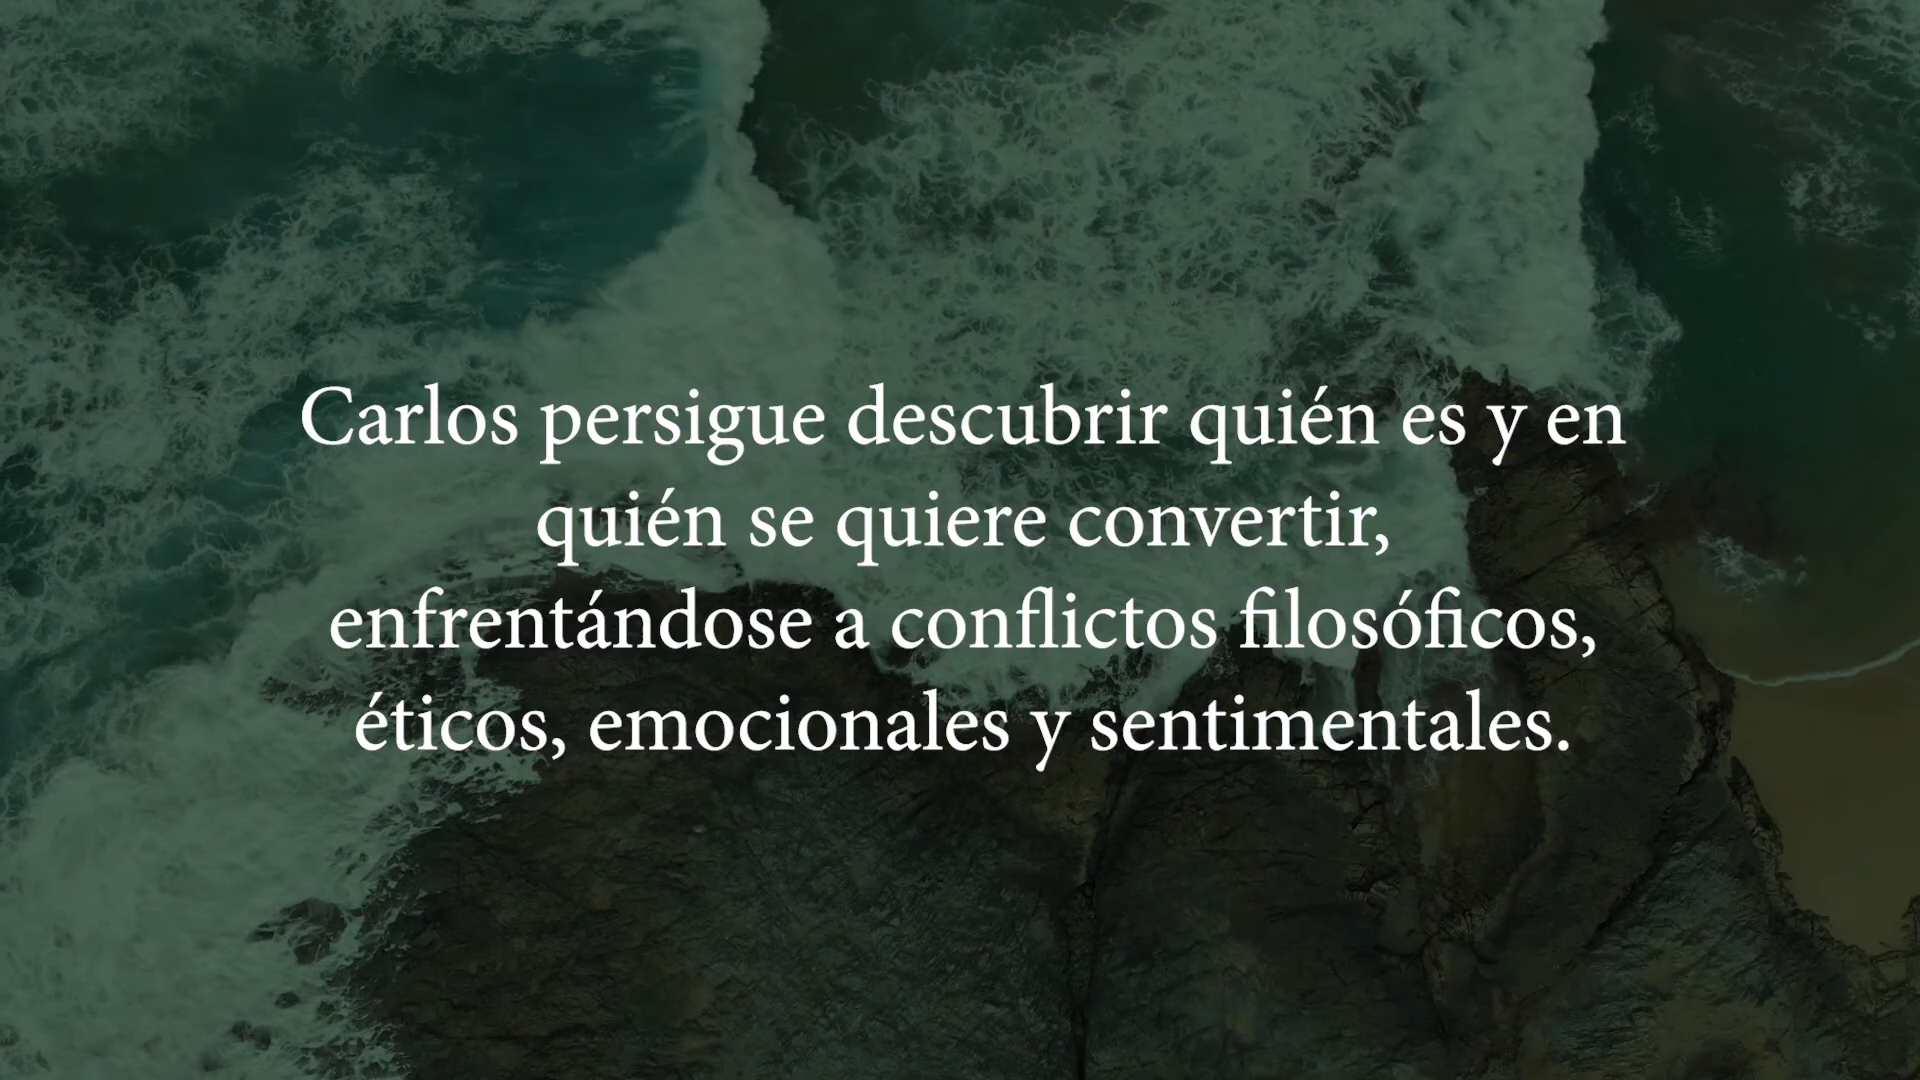 Carlos persigue descubrir quién es y en
quién se quiere convertir,
enfrentándose a conflictos filosóficos,
éticos, emocionales y sentimentales.